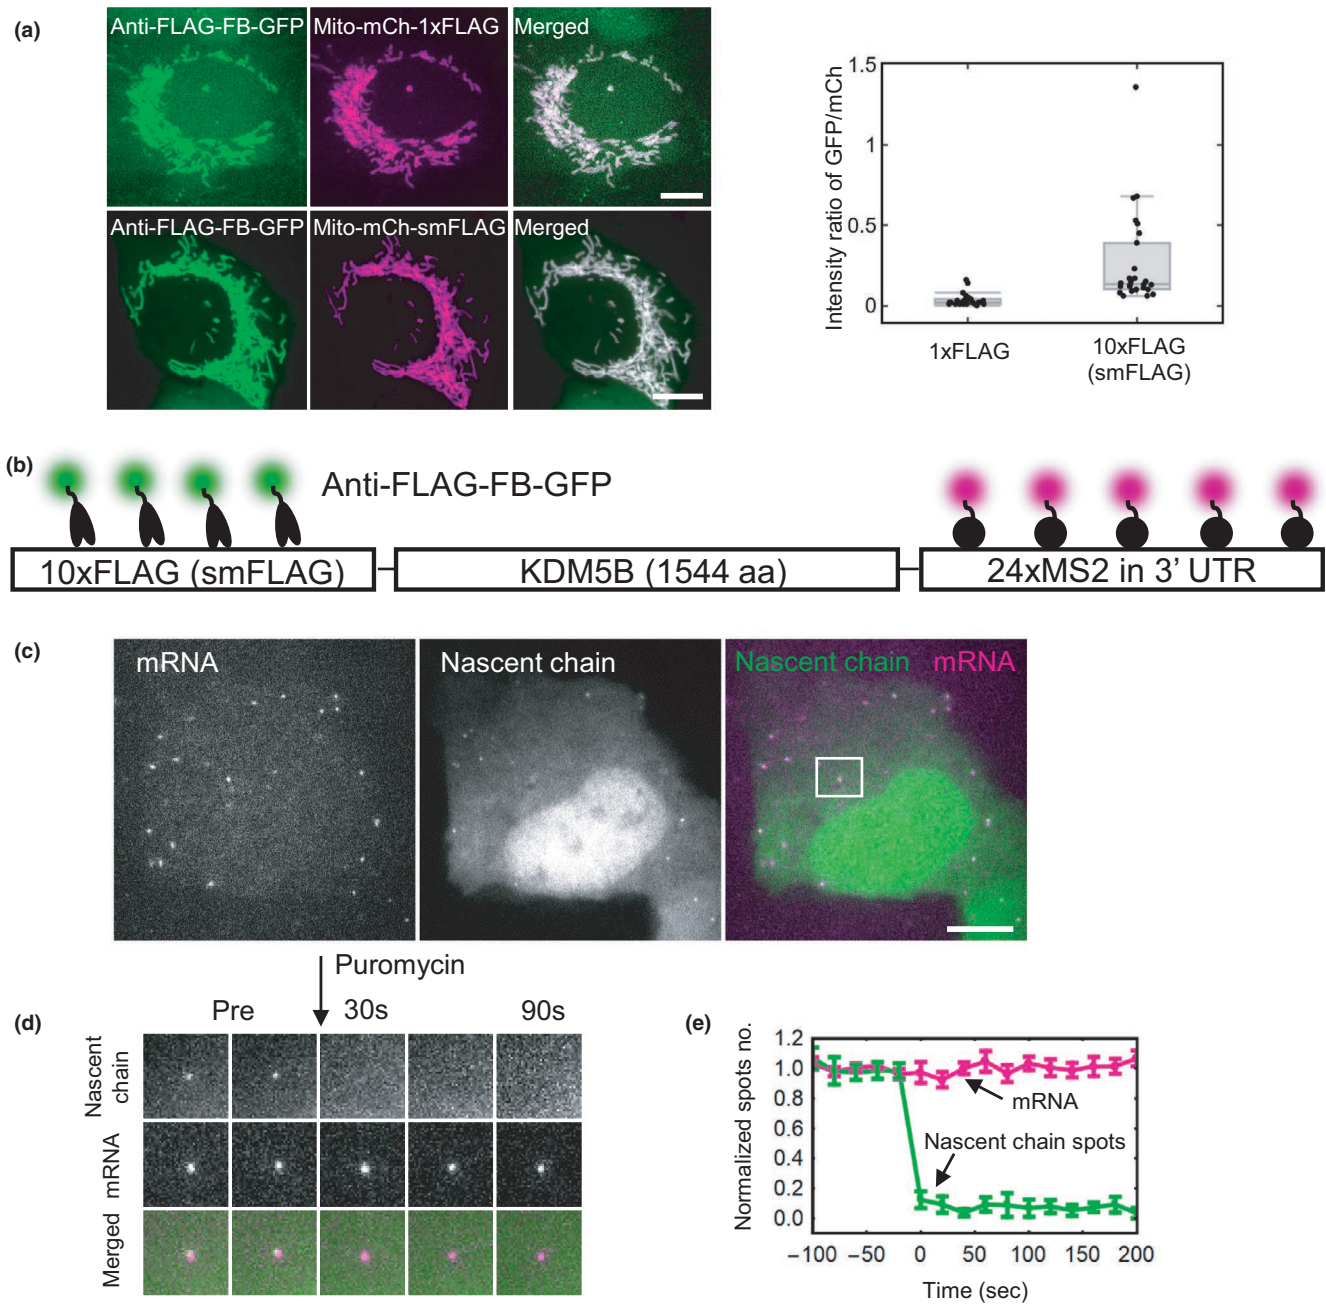 (a)
Anti-FLAG-FB-GFP
Mito-mCh-1xFLAG
Merged
Anti-FLAG-FB-GFP
Mito-mCh-smFLAG
Merged
Intensity ratio of GFP/mCh
1.5
1
0.5
0
1xFLAG
10xFLAG
(smFLAG)
(b)
Anti-FLAG-FB-GFP
10xFLAG (smFLAG)
KDM5B (1544 aa)
24xMS2 in 3' UTR
(c)
mRNA
Nascent chain
Nascent chain mRNA
Puromycin
(d)
Pre
30s
90s
Nascent
chain
mRNA
Merged
(e)
Normalized spots no.
1.2
1.0
0.8
0.6
0.4
0.2
0.0
mRNA
Nascent chain spots
−100 −50 0 50 100 150 200
Time (sec)